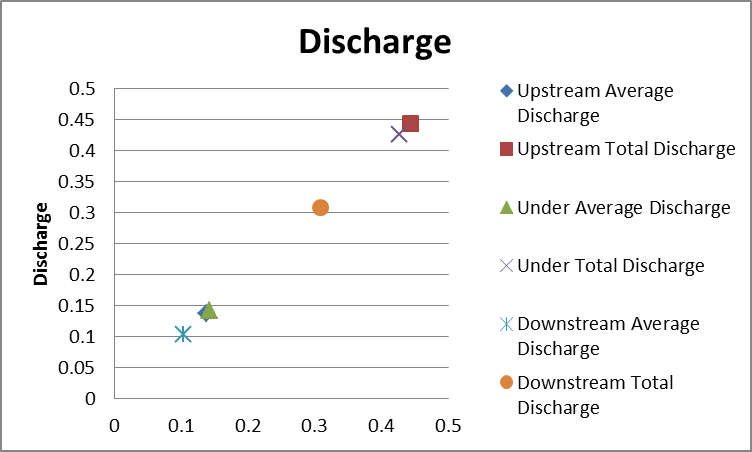 Discharge
0.5
0.45
0.4
0.35
0.3
0.25
0.2
0.15
0.1
0.05
0
Discharge
0 0.1 0.2 0.3 0.4 0.5
Upstream Average
Discharge
Upstream Total Discharge
Under Average Discharge
Under Total Discharge
Downstream Average
Discharge
Downstream Total
Discharge